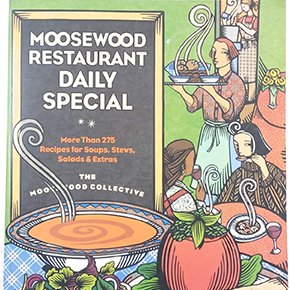 MOOSEWOOD
RESTAURANT
DAILY
SPECIAL
More Than 275
Recipes for Soups, Stews,
Salads & Extras
THE
MOOSEWOOD COLLECTIVE